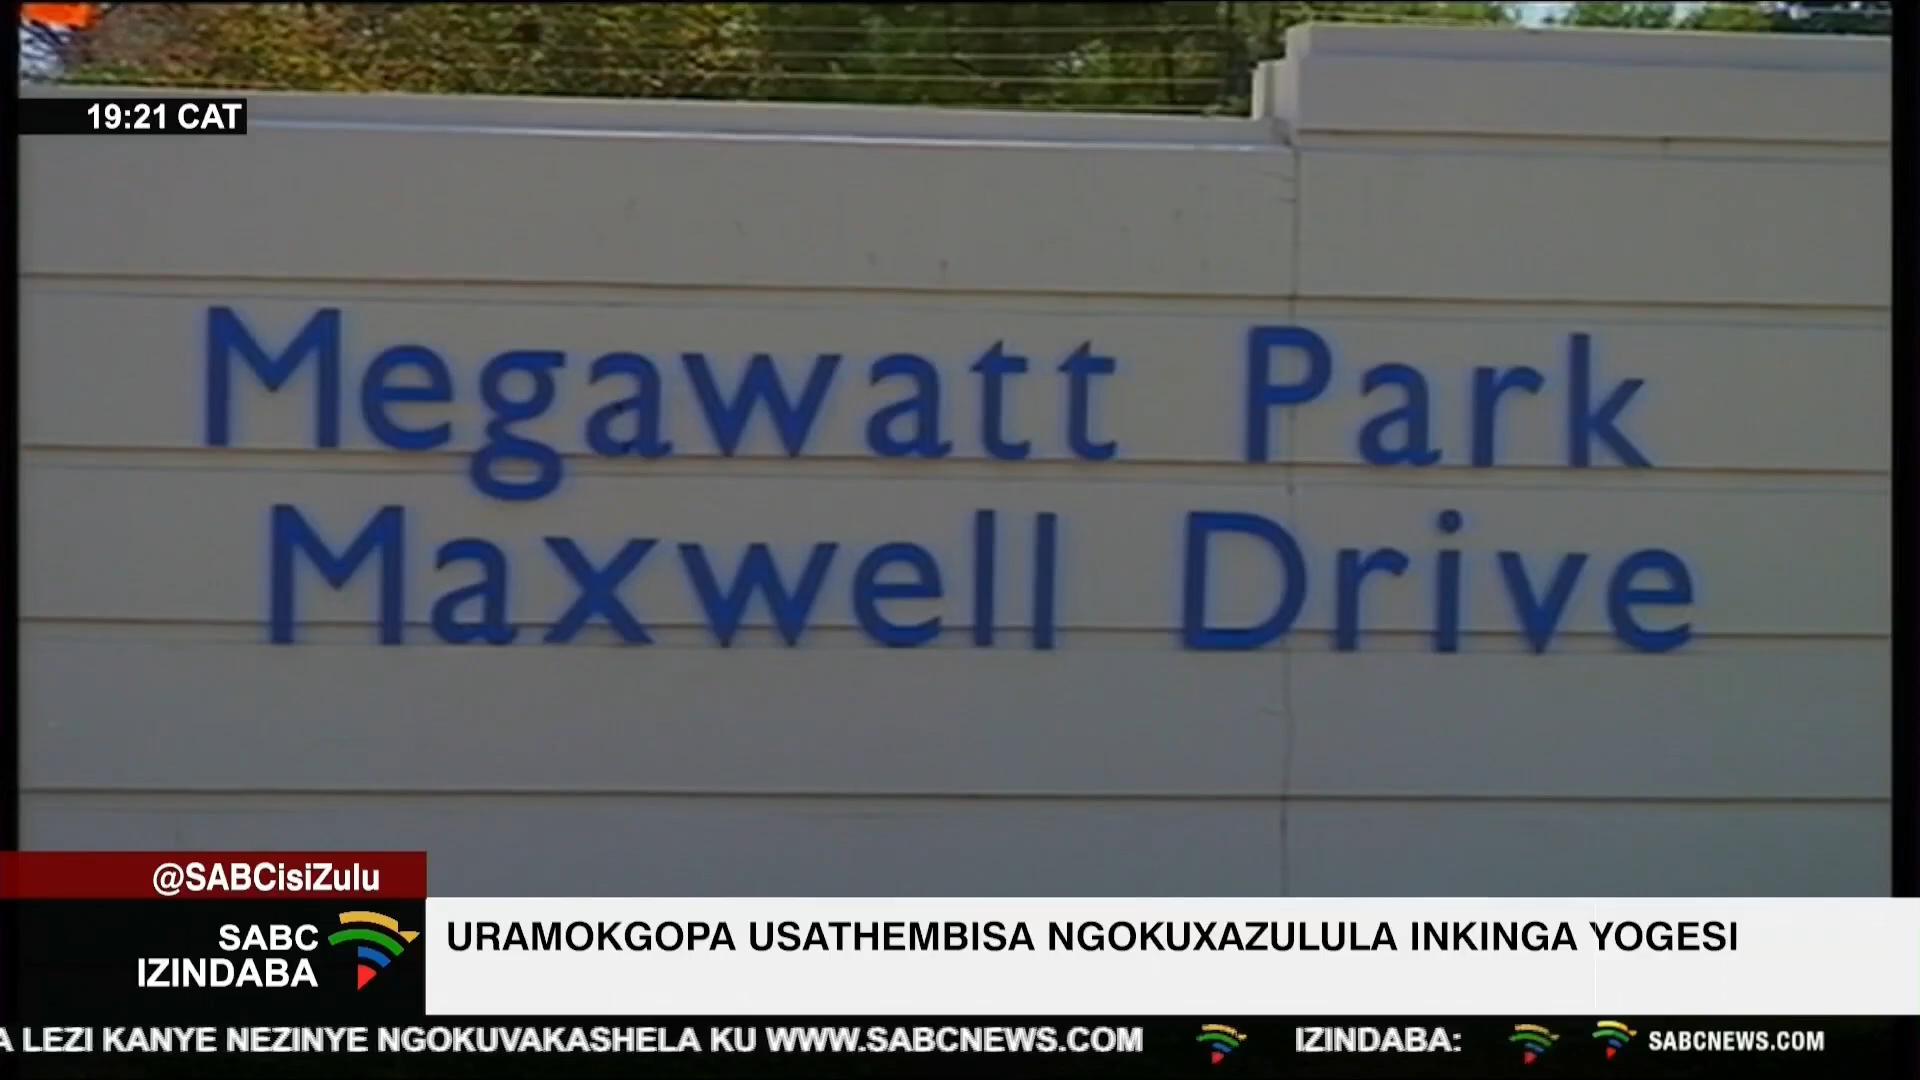 19:21 CAT
Megawatt Park
Maxwell Drive
@SABCisiZulu
SABC
IZINDABA
URAMOKGOPA USATHEMBISA NGOKUXAZULULA INKINGA YOGESI
LEZI KANYE NEZINYE NGOKUVAKASHELA KU WWW.SABCNEWS.COM
IZINDABA:
SABCNEWS.COM